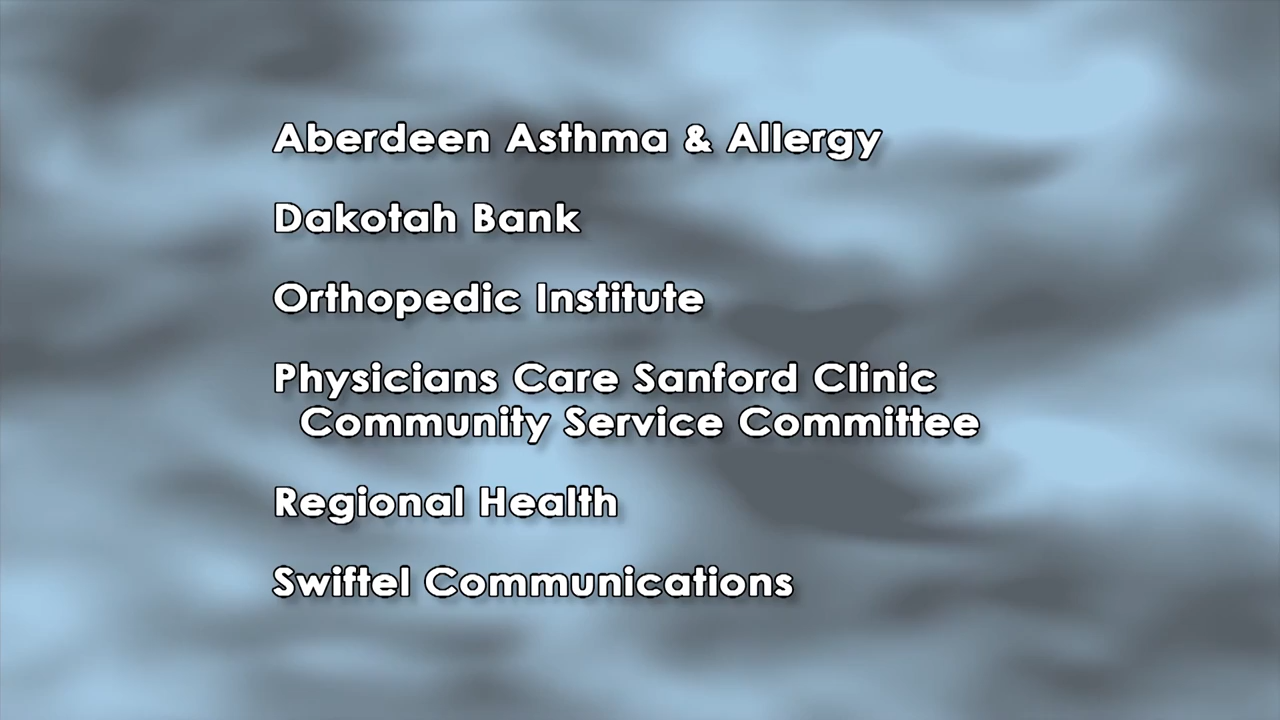 Aberdeen Asthma & Allergy
Dakotah Bank
Orthopedic Institute
Physicians Care Sanford Clinic
Community Service Committee
Regional Health
Swiftel Communications